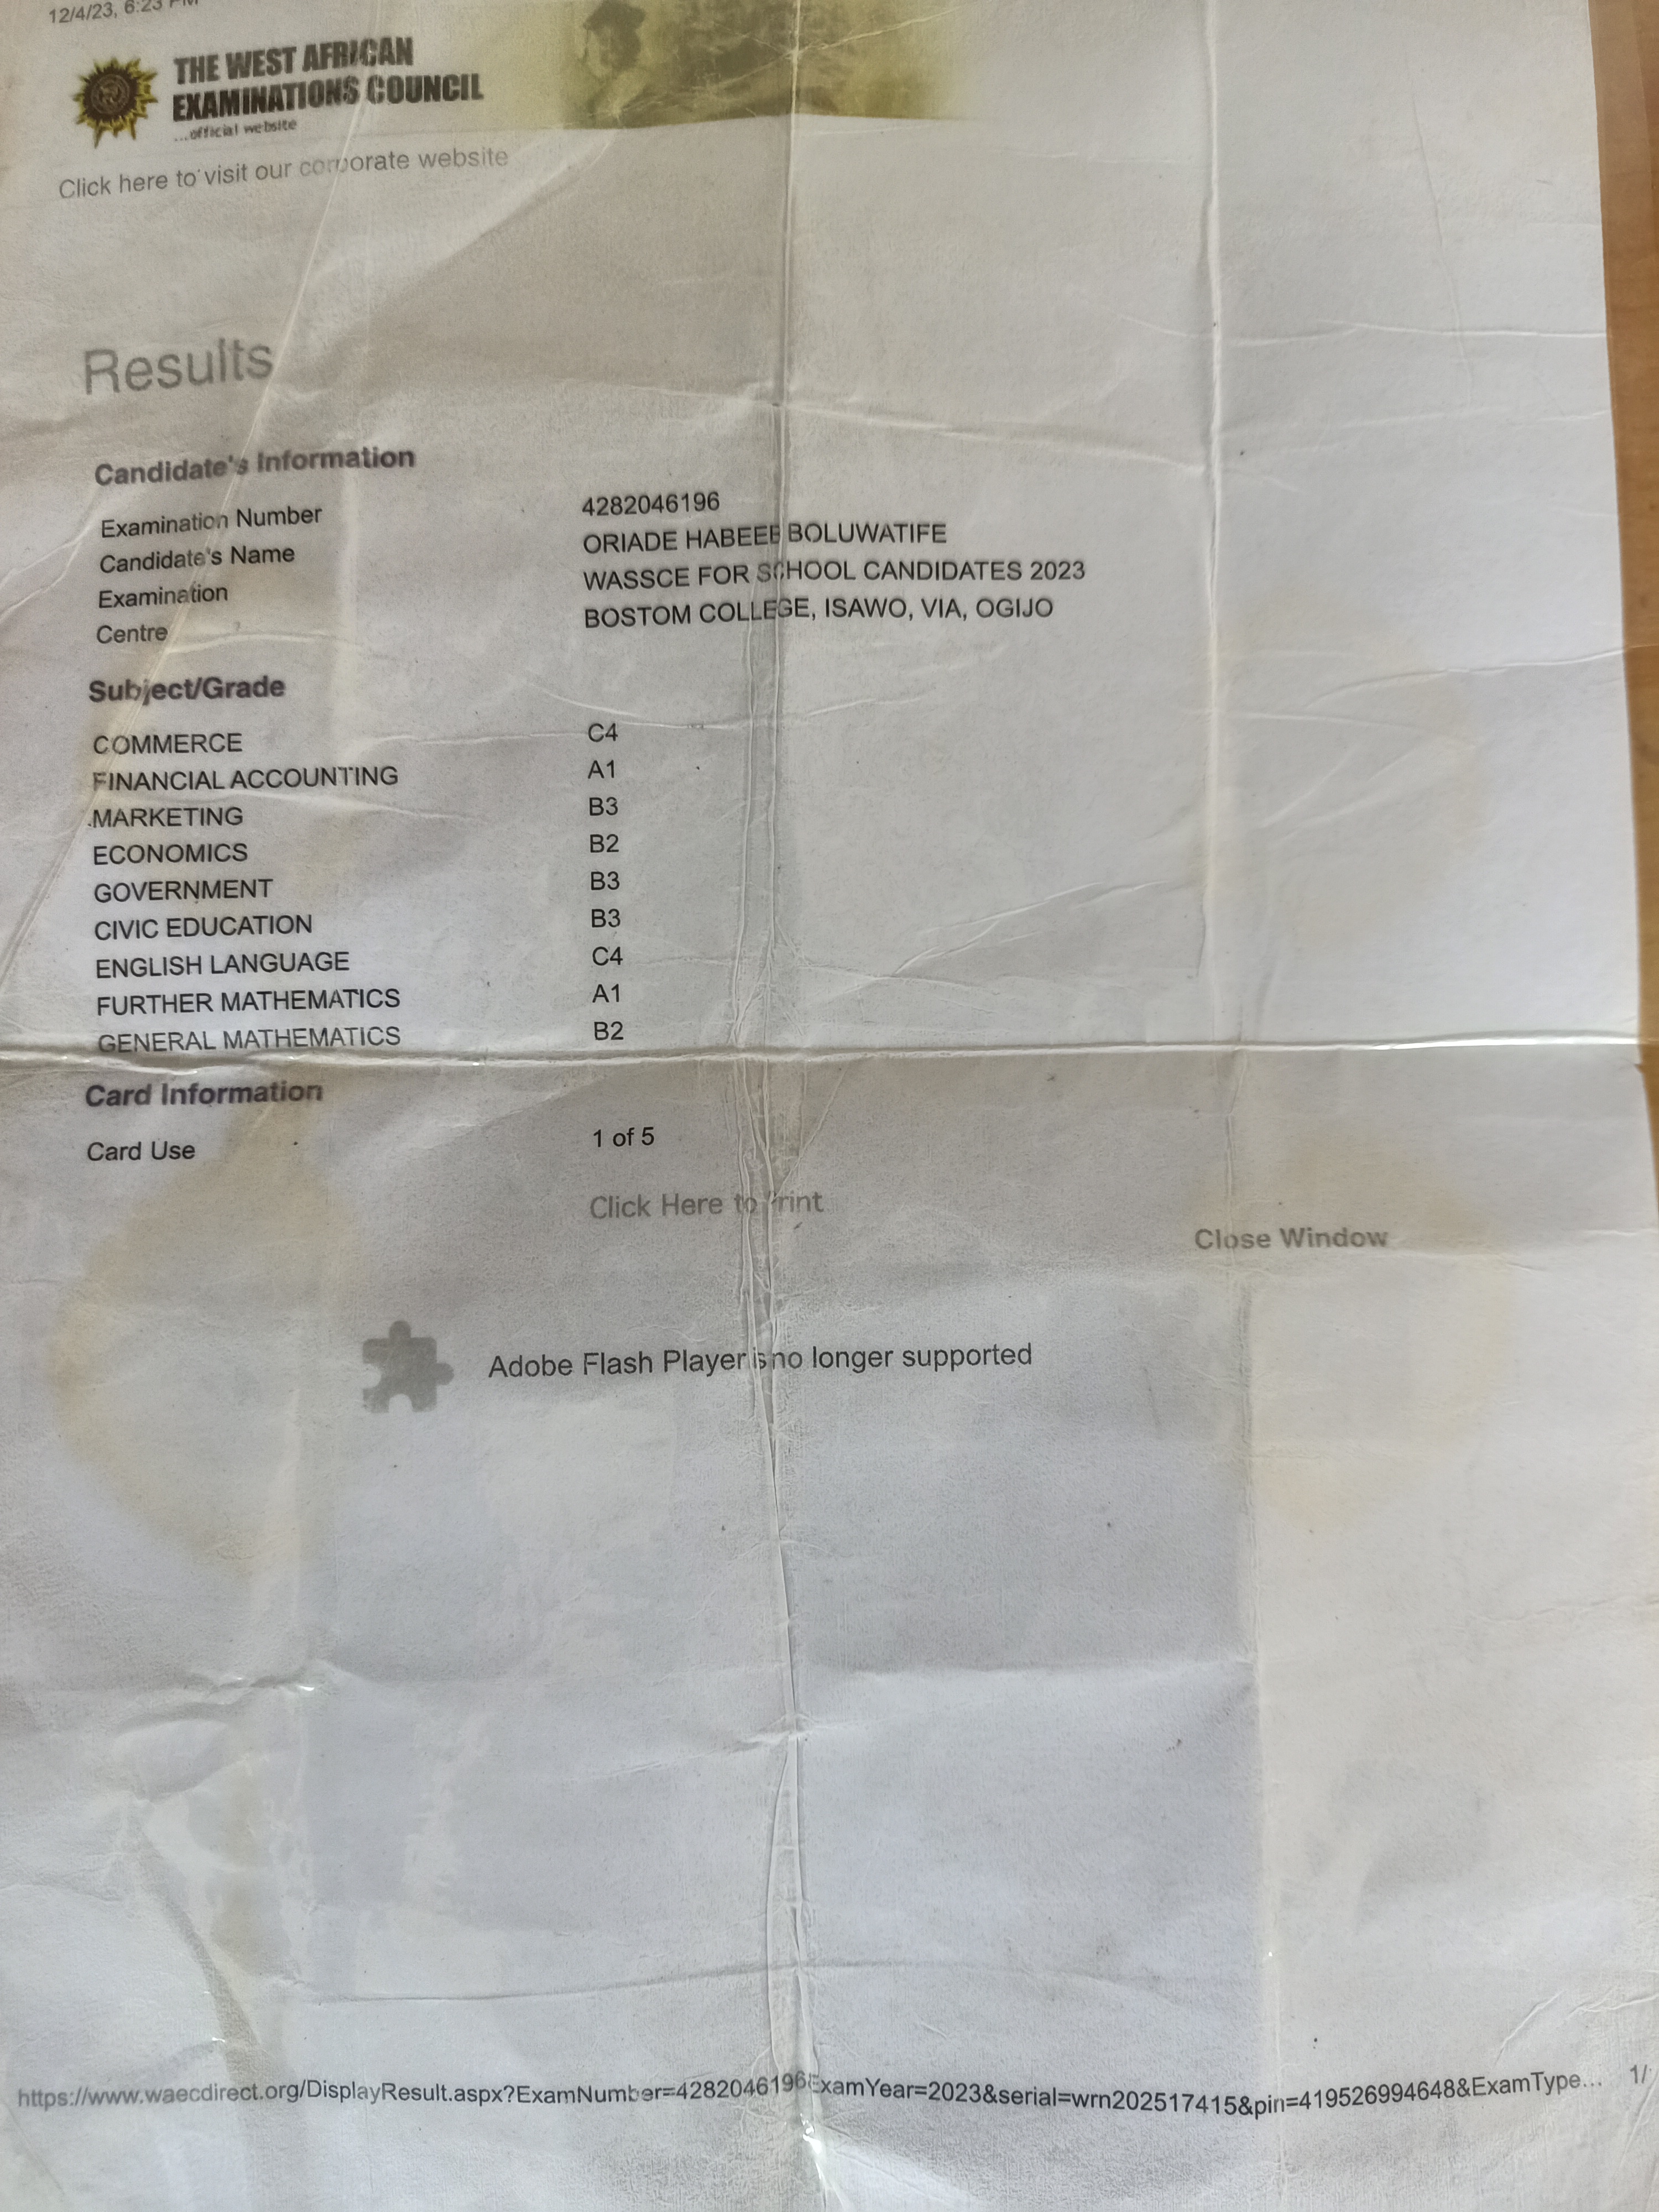 12/4/23, 6:23 PM
THE WEST AFRICAN
EXAMINATIONS COUNCIL
...official website
Click here to visit our corporate website
Results
Candidate's Information
Examination Number 4282046196
Candidate's Name ORIADE HABEEB BOLUWATIFE
Examination WASSCE FOR SCHOOL CANDIDATES 2023
Centre BOSTOM COLLEGE, ISAWO, VIA, OGIJO
Subject/Grade
COMMERCE C4
FINANCIAL ACCOUNTING A1
MARKETING B3
ECONOMICS B2
GOVERNMENT B3
CIVIC EDUCATION B3
ENGLISH LANGUAGE C4
FURTHER MATHEMATICS A1
GENERAL MATHEMATICS B2
Card Information
Card Use 1 of 5
Click Here to Print
Close Window
Adobe Flash Player is no longer supported
https://www.waecdirect.org/DisplayResult.aspx?ExamNumber=4282046196&ExamYear=2023&serial=wrn202517415&pin=419526994648&ExamType... 1/